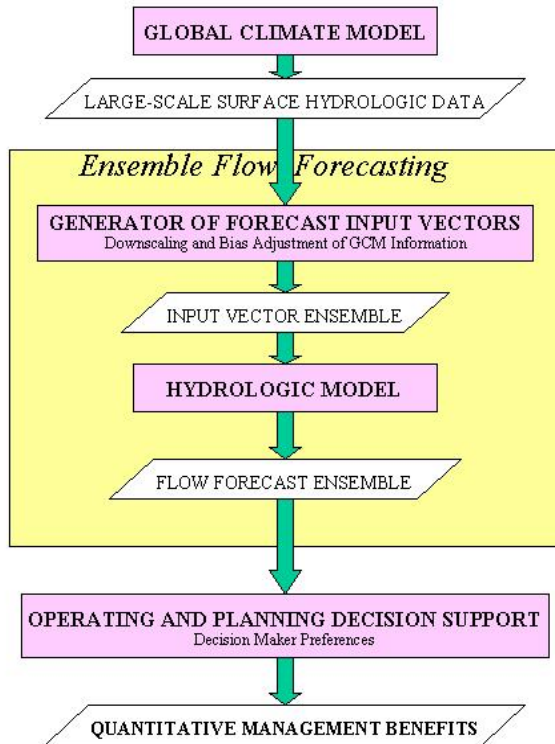 GLOBAL CLIMATE MODEL
LARGE-SCALE SURFACE HYDROLOGIC DATA
Ensemble Flow Forecasting
GENERATOR OF FORECAST INPUT VECTORS
Downscaling and Bias Adjustment of GCM Information
INPUT VECTOR ENSEMBLE
HYDROLOGIC MODEL
FLOW FORECAST ENSEMBLE
OPERATING AND PLANNING DECISION SUPPORT
Decision Maker Preferences
QUANTITATIVE MANAGEMENT BENEFITS